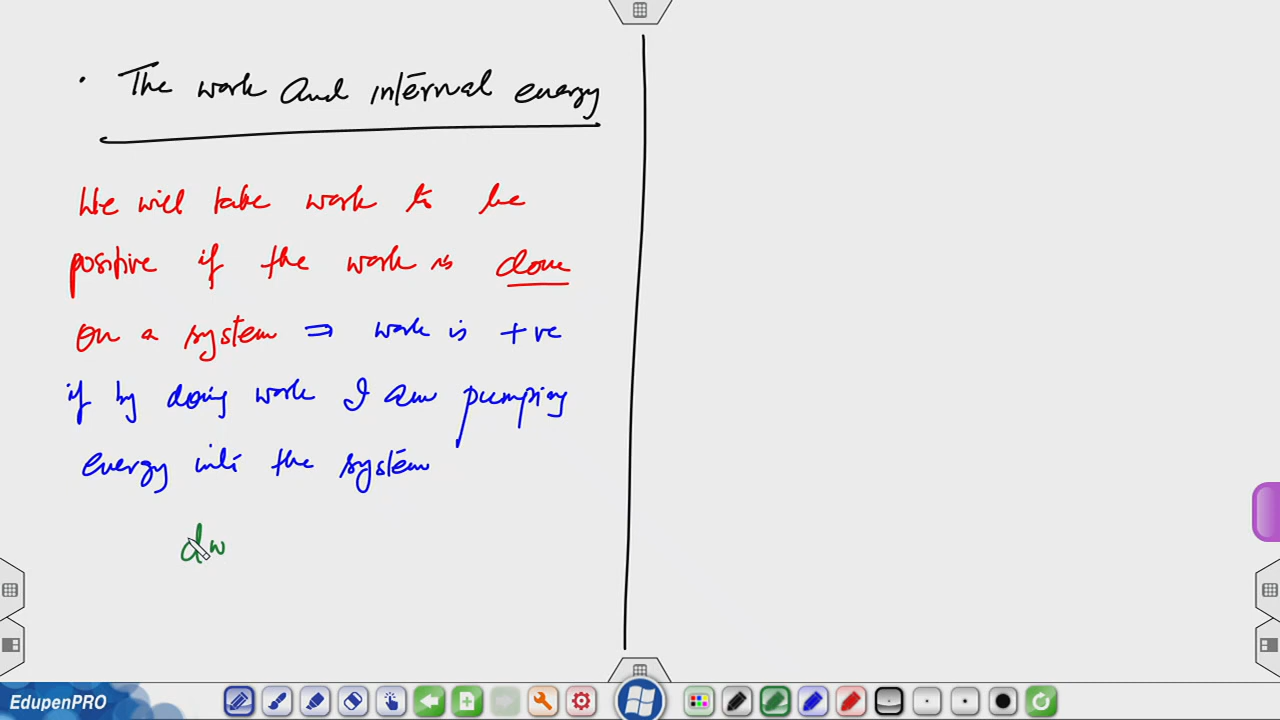 · The work and internal energy
We will take work to be
positive if the work is done
on a system ⇒ work is +ve
if by doing work I am pumping
energy into the system
dw
EdupenPRO